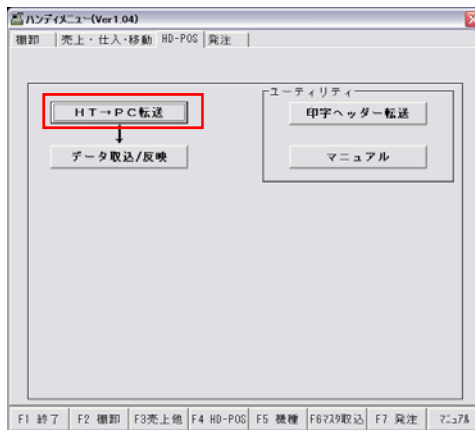 ハンディメニュー(Ver1.04)
棚卸 売上・仕入・移動 HD-POS 発注
ユーティリティ
HT→PC転送 印字ヘッダー転送
データ取込/反映 マニュアル
F1 終了 F2 棚卸 F3売上他 F4 HD-POS F5 機種 F6マスタ取込 F7 発注 マニュアル